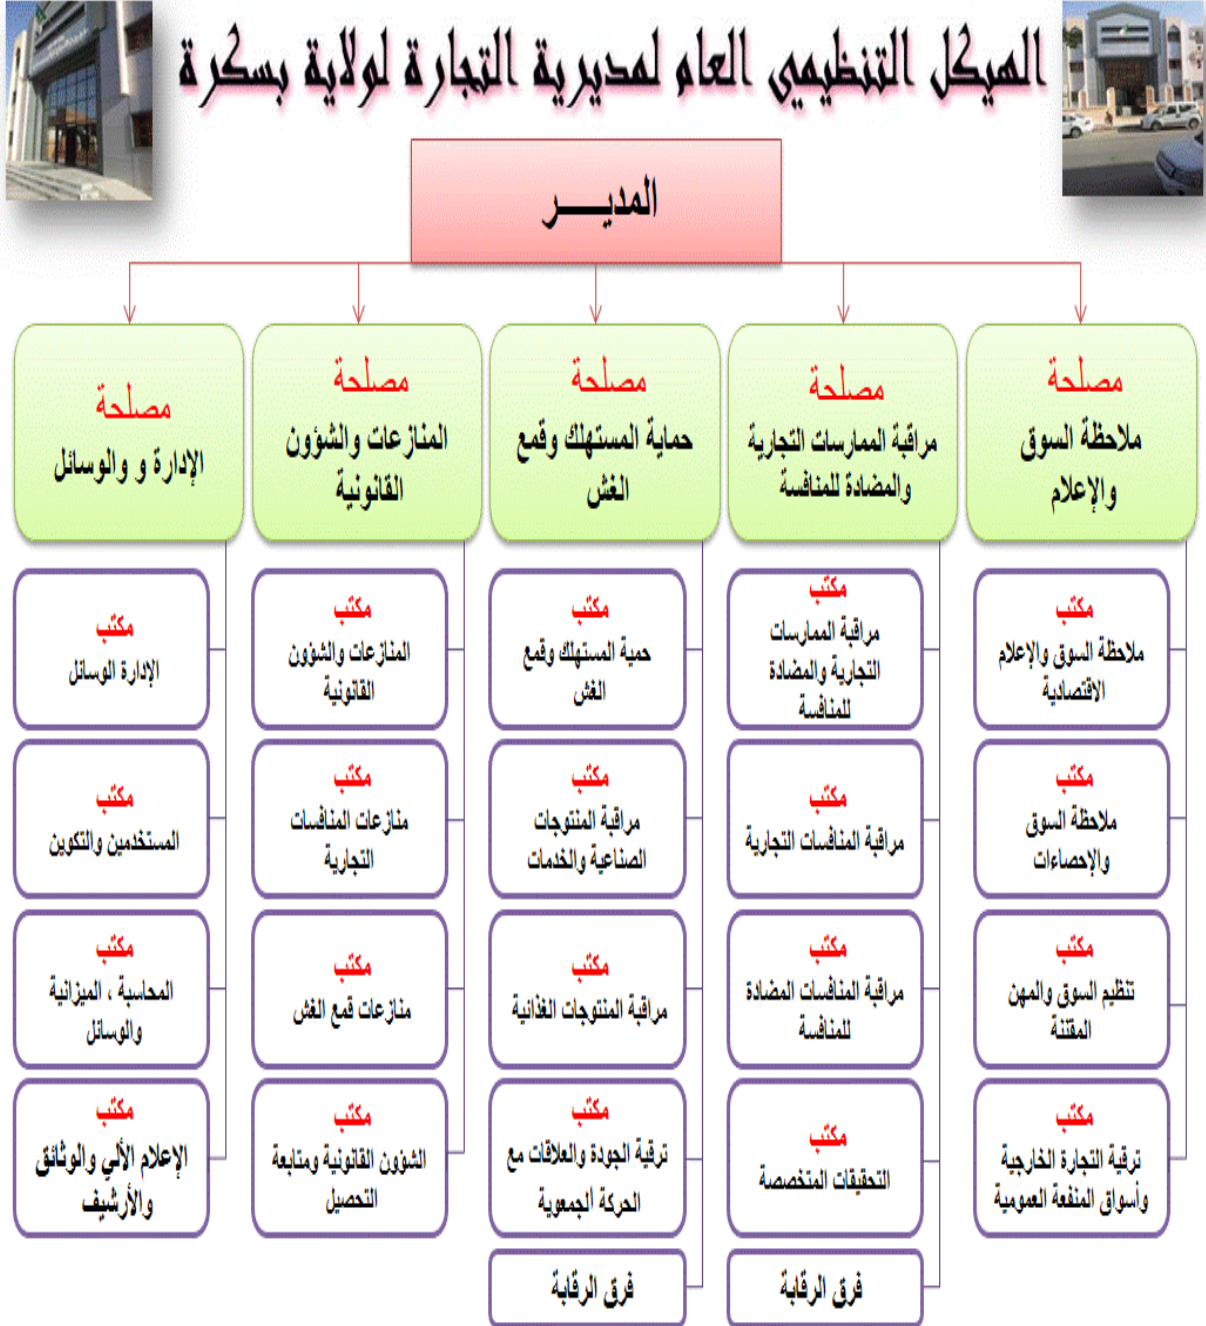 الهيكل التنظيمي العام لمديرية التجارة لولاية بسكرة
المديـــــر
مصلحة
ملاحظة السوق
والإعلام
مصلحة
مراقبة الممارسات التجارية
والمضادة للمنافسة
مصلحة
حماية المستهلك وقمع
الغش
مصلحة
المنازعات والشؤون
القانونية
مصلحة
الإدارة و والوسائل
مكتب
ملاحظة السوق والإعلام
الاقتصادية
مكتب
ملاحظة السوق
والإحصاءات
مكتب
تنظيم السوق والمهن
المقتنة
مكتب
ترقية التجارة الخارجية
وأسواق المنفعة العمومية
مكتب
مراقبة الممارسات
التجارية والمضادة
للمنافسة
مكتب
مراقبة المنافسات التجارية
مكتب
مراقبة المنافسات المضادة
للمنافسة
مكتب
التحقيقات المتخصصة
فرق الرقابة
مكتب
حمية المستهلك وقمع
الغش
مكتب
مراقبة المنتوجات
الصناعية والخدمات
مكتب
مراقبة المنتوجات الغذائية
مكتب
ترقية الجودة والعلاقات مع
الحركة الجمعوية
فرق الرقابة
مكتب
المنازعات والشؤون
القانونية
مكتب
منازعات المنافسات
التجارية
مكتب
منازعات قمع الغش
مكتب
الشؤون القانونية ومتابعة
التحصيل
مكتب
الإدارة الوسائل
مكتب
المستخدمين والتكوين
مكتب
المحاسبة ، الميزانية
والوسائل
مكتب
الإعلام الألي والوثائق
والأرشيف